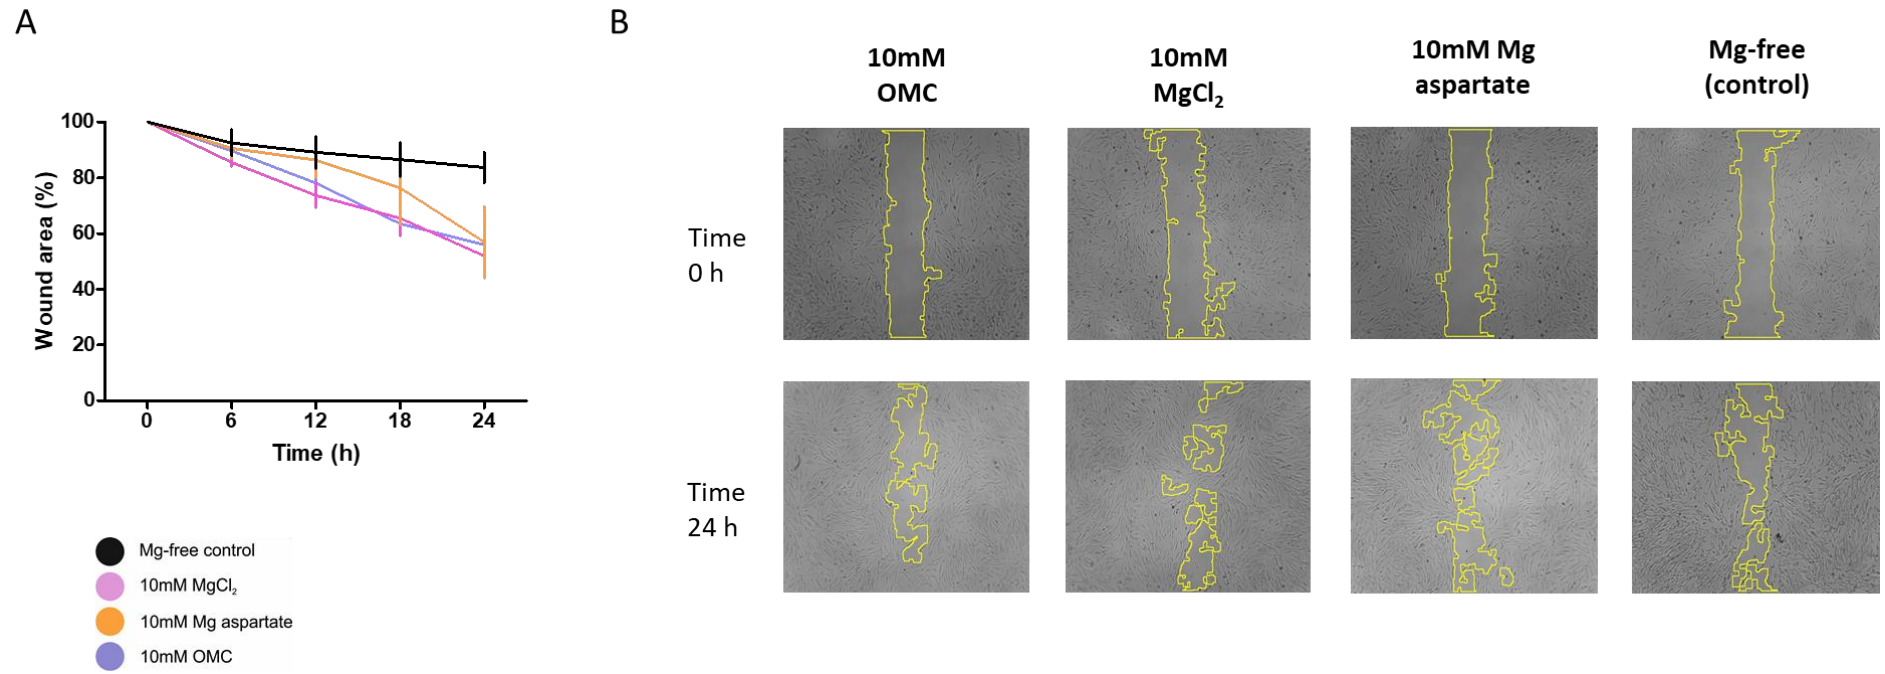 A
100
80
60
40
20
0
Wound area (%)
0 6 12 18 24
Time (h)
Mg-free control
10mM MgCl₂
10mM Mg aspartate
10mM OMC
B
10mM
OMC
10mM
MgCl₂
10mM Mg
aspartate
Mg-free
(control)
Time
0 h
Time
24 h